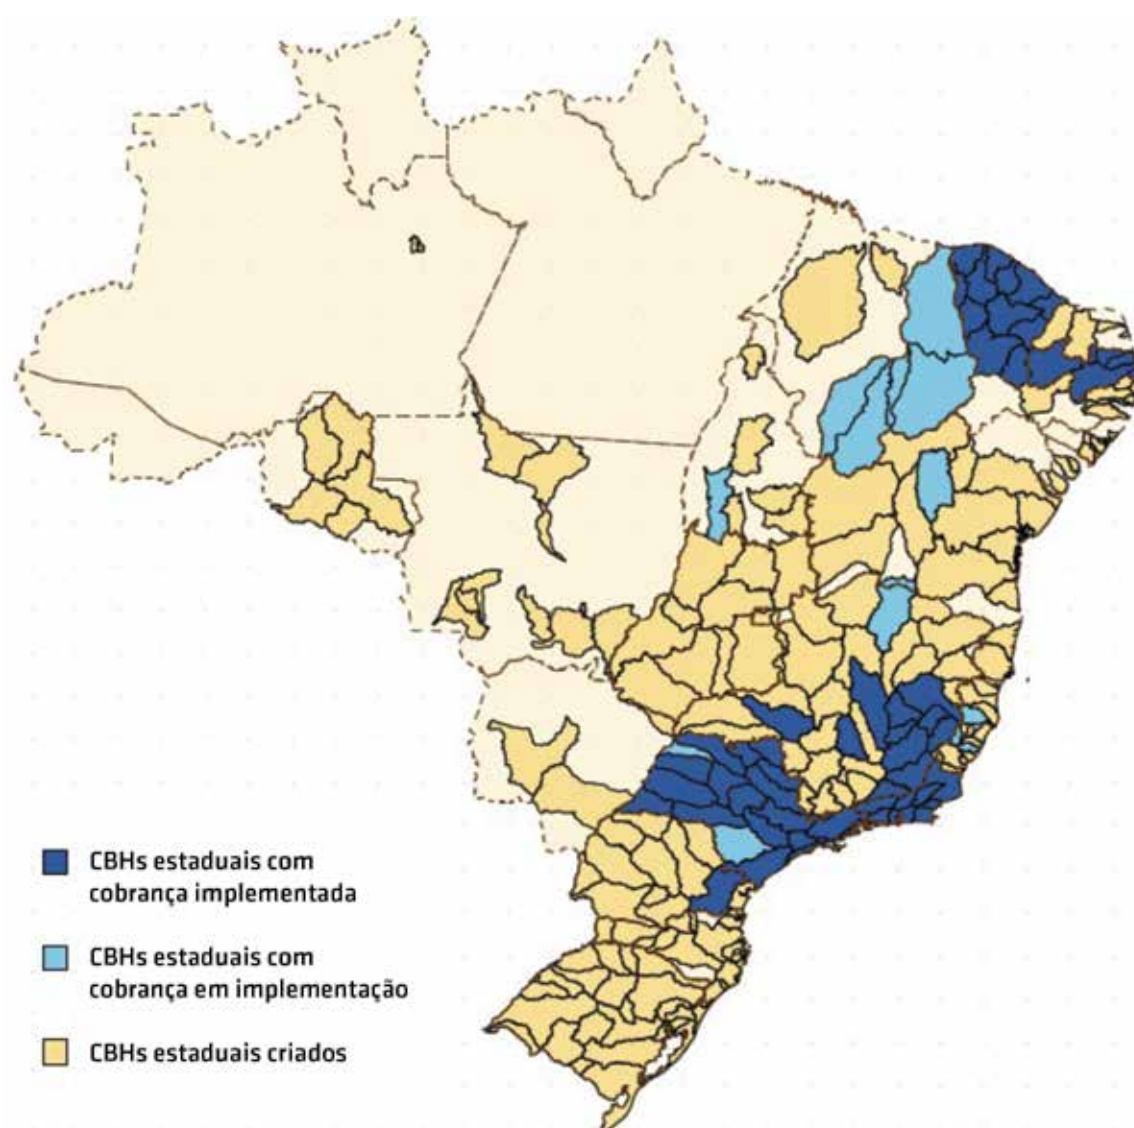 CBHs estaduais com
cobrança implementada
CBHs estaduais com
cobrança em implementação
CBHs estaduais criados